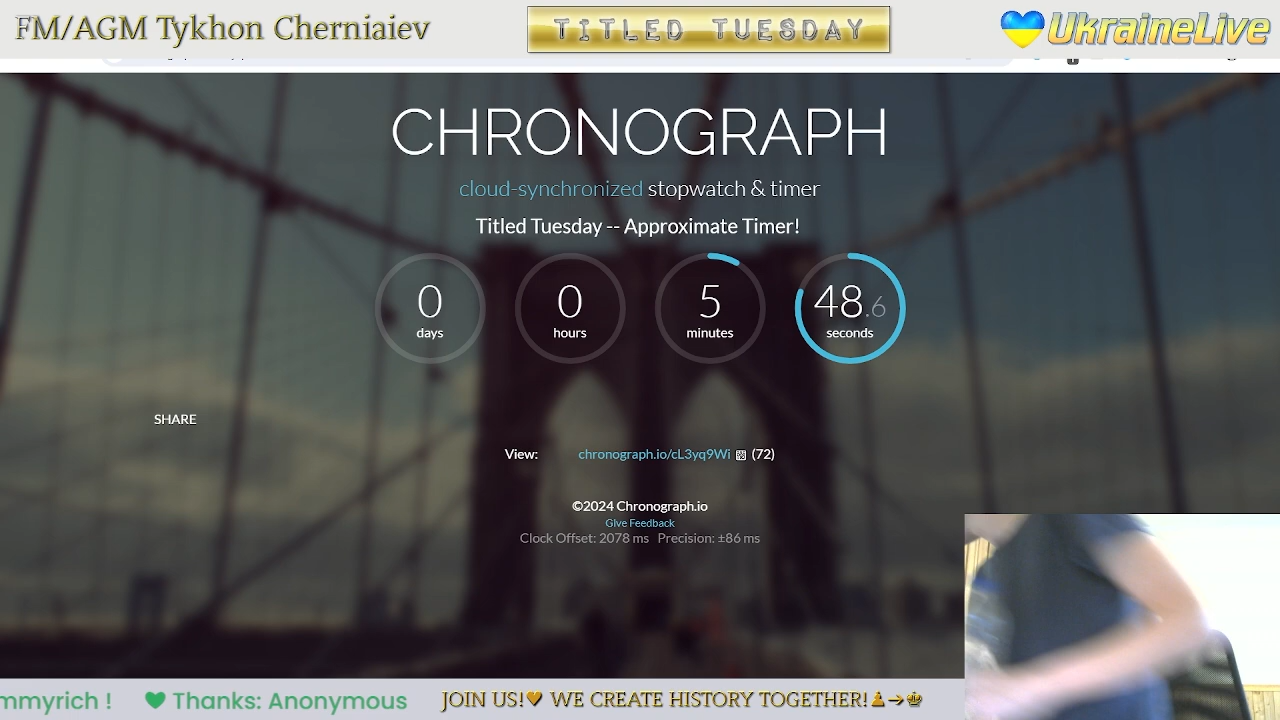 FM/AGM Tykhon Cherniaiev
TITLED TUESDAY
UkraineLive
CHRONOGRAPH
cloud-synchronized stopwatch & timer
Titled Tuesday -- Approximate Timer!
0 0 5 48.6
days hours minutes seconds
SHARE
View: chronograph.io/cL3yq9Wi (72)
©2024 Chronograph.io
Give Feedback
Clock Offset: 2078 ms Precision: ±86 ms
mmyrich ! Thanks: Anonymous JOIN US! WE CREATE HISTORY TOGETHER!